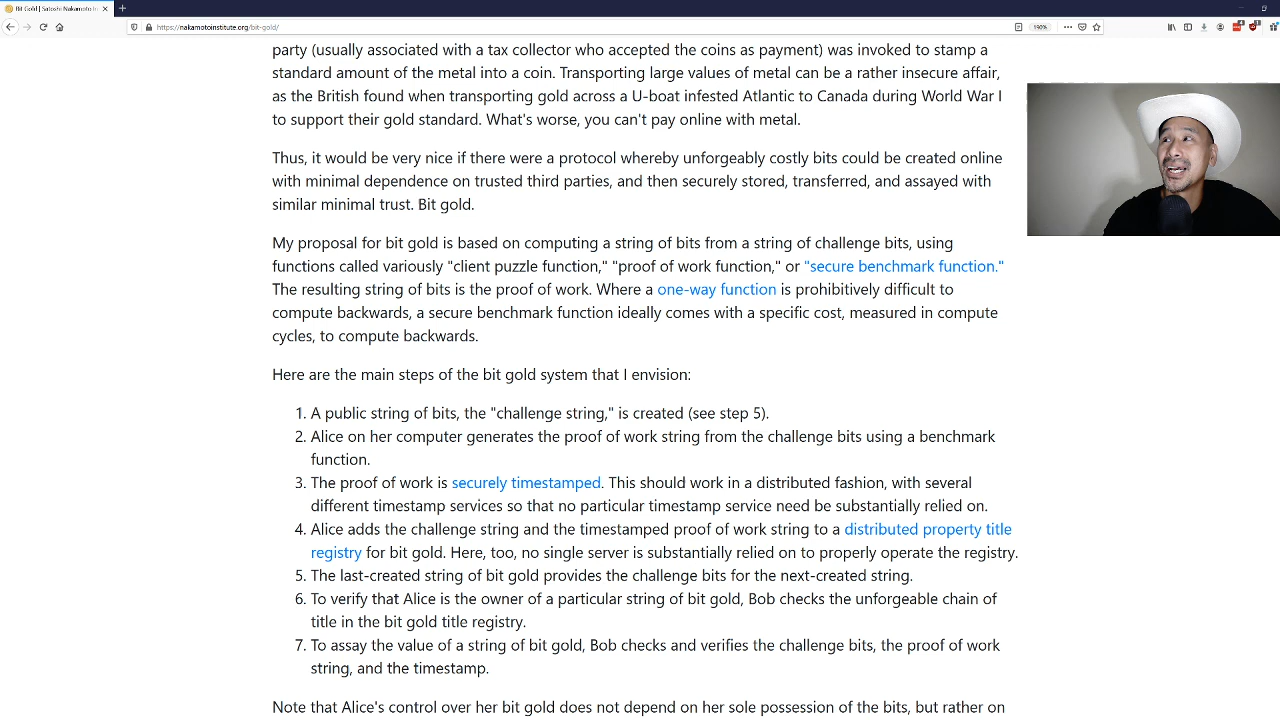 Bit Gold | Satoshi Nakamoto In
https://nakamotoinstitute.org/bit-gold/
190%
party (usually associated with a tax collector who accepted the coins as payment) was invoked to stamp a
standard amount of the metal into a coin. Transporting large values of metal can be a rather insecure affair,
as the British found when transporting gold across a U-boat infested Atlantic to Canada during World War I
to support their gold standard. What's worse, you can't pay online with metal.
Thus, it would be very nice if there were a protocol whereby unforgeably costly bits could be created online
with minimal dependence on trusted third parties, and then securely stored, transferred, and assayed with
similar minimal trust. Bit gold.
My proposal for bit gold is based on computing a string of bits from a string of challenge bits, using
functions called variously "client puzzle function," "proof of work function," or "secure benchmark function."
The resulting string of bits is the proof of work. Where a one-way function is prohibitively difficult to
compute backwards, a secure benchmark function ideally comes with a specific cost, measured in compute
cycles, to compute backwards.
Here are the main steps of the bit gold system that I envision:
1. A public string of bits, the "challenge string," is created (see step 5).
2. Alice on her computer generates the proof of work string from the challenge bits using a benchmark
function.
3. The proof of work is securely timestamped. This should work in a distributed fashion, with several
different timestamp services so that no particular timestamp service need be substantially relied on.
4. Alice adds the challenge string and the timestamped proof of work string to a distributed property title
registry for bit gold. Here, too, no single server is substantially relied on to properly operate the registry.
5. The last-created string of bit gold provides the challenge bits for the next-created string.
6. To verify that Alice is the owner of a particular string of bit gold, Bob checks the unforgeable chain of
title in the bit gold title registry.
7. To assay the value of a string of bit gold, Bob checks and verifies the challenge bits, the proof of work
string, and the timestamp.
Note that Alice's control over her bit gold does not depend on her sole possession of the bits, but rather on